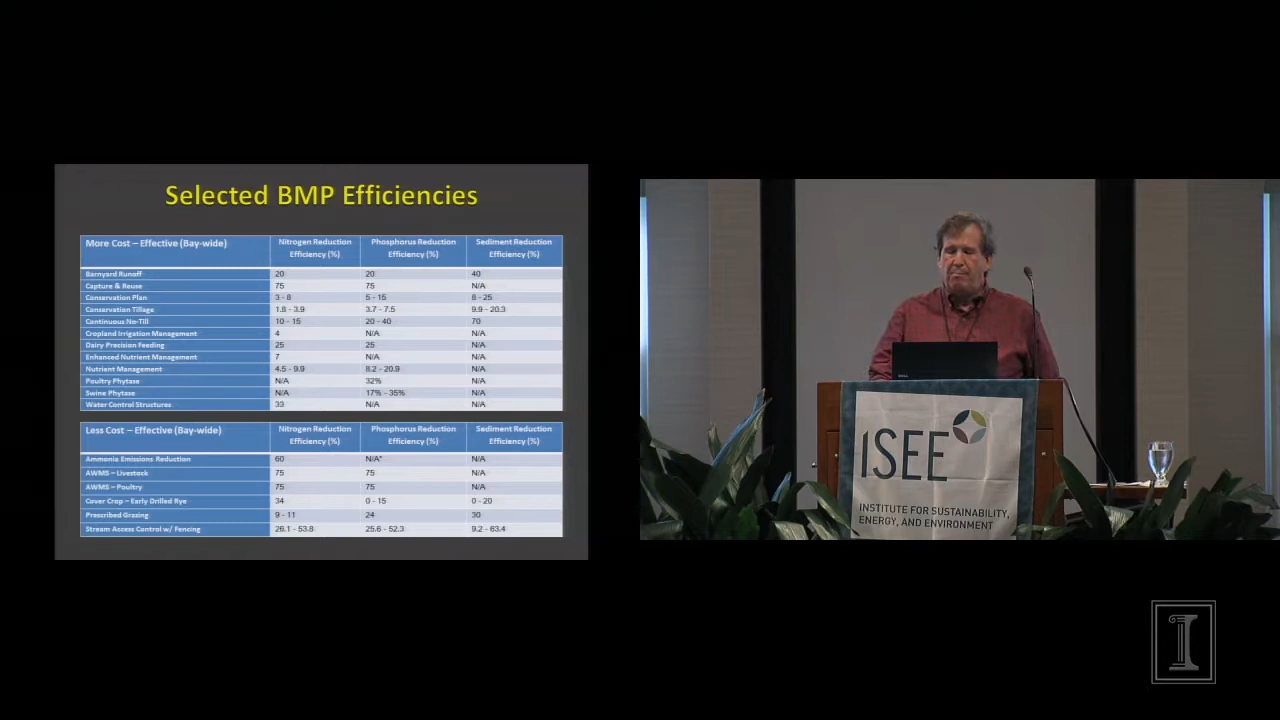 Selected BMP Efficiencies
More Cost – Effective (Bay-wide) Nitrogen Reduction Efficiency (%) Phosphorus Reduction Efficiency (%) Sediment Reduction Efficiency (%)
Barnyard Runoff 20 20 40
Capture & Reuse 75 75 N/A
Conservation Plan 3 - 8 5 - 15 8 - 25
Conservation Tillage 1.8 - 3.9 3.7 - 7.5 9.9 - 20.3
Continuous No-Till 10 - 15 20 - 40 70
Cropland Irrigation Management 4 N/A N/A
Dairy Precision Feeding 25 25 N/A
Enhanced Nutrient Management 7 N/A N/A
Nutrient Management 4.5 - 9.9 8.2 - 20.9 N/A
Poultry Phytase N/A 32% N/A
Swine Phytase N/A 17% - 35% N/A
Water Control Structures 33 N/A N/A
Less Cost – Effective (Bay-wide) Nitrogen Reduction Efficiency (%) Phosphorus Reduction Efficiency (%) Sediment Reduction Efficiency (%)
Ammonia Emissions Reduction 60 N/A* N/A
AWMS – Livestock 75 75 N/A
AWMS – Poultry 75 75 N/A
Cover Crop – Early Drilled Rye 34 0 - 15 0 - 20
Prescribed Grazing 9 - 11 24 30
Stream Access Control w/ Fencing 26.1 - 53.8 25.6 - 52.3 9.2 - 63.4
DELL
ISEE
INSTITUTE FOR SUSTAINABILITY,
ENERGY, AND ENVIRONMENT
I